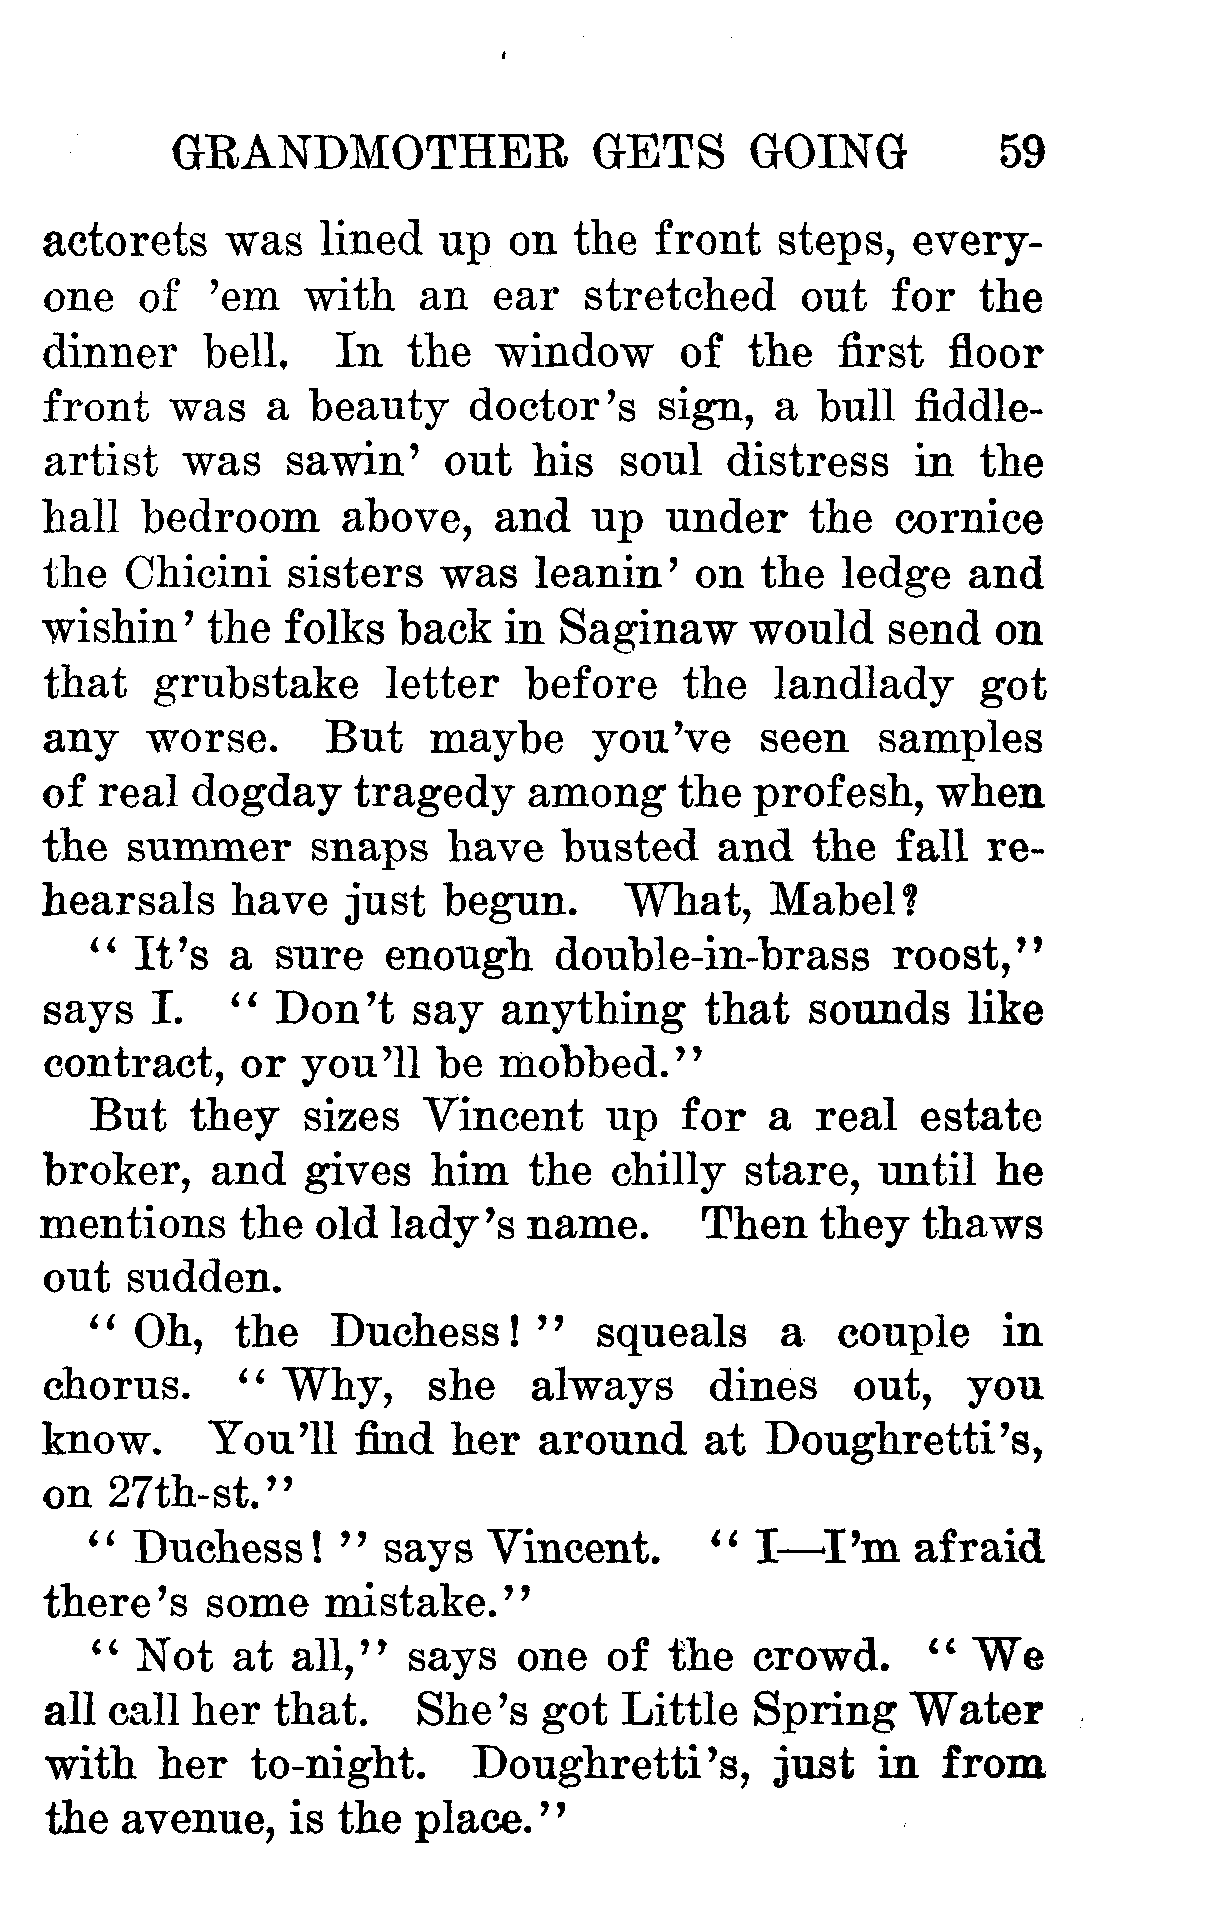 GRANDMOTHER GETS GOING 59
actorets was lined up on the front steps, every-
one of 'em with an ear stretched out for the
dinner bell. In the window of the first floor
front was a beauty doctor's sign, a bull fiddle-
artist was sawin' out his soul distress in the
hall bedroom above, and up under the cornice
the Chicini sisters was leanin' on the ledge and
wishin' the folks back in Saginaw would send on
that grubstake letter before the landlady got
any worse. But maybe you've seen samples
of real dogday tragedy among the profesh, when
the summer snaps have busted and the fall re-
hearsals have just begun. What, Mabel?
"It's a sure enough double-in-brass roost,"
says I. "Don't say anything that sounds like
contract, or you'll be mobbed."
But they sizes Vincent up for a real estate
broker, and gives him the chilly stare, until he
mentions the old lady's name. Then they thaws
out sudden.
"Oh, the Duchess!" squeals a couple in
chorus. "Why, she always dines out, you
know. You'll find her around at Doughretti's,
on 27th-st."
"Duchess!" says Vincent. "I—I'm afraid
there's some mistake."
"Not at all," says one of the crowd. "We
all call her that. She's got Little Spring Water
with her to-night. Doughretti's, just in from
the avenue, is the place."